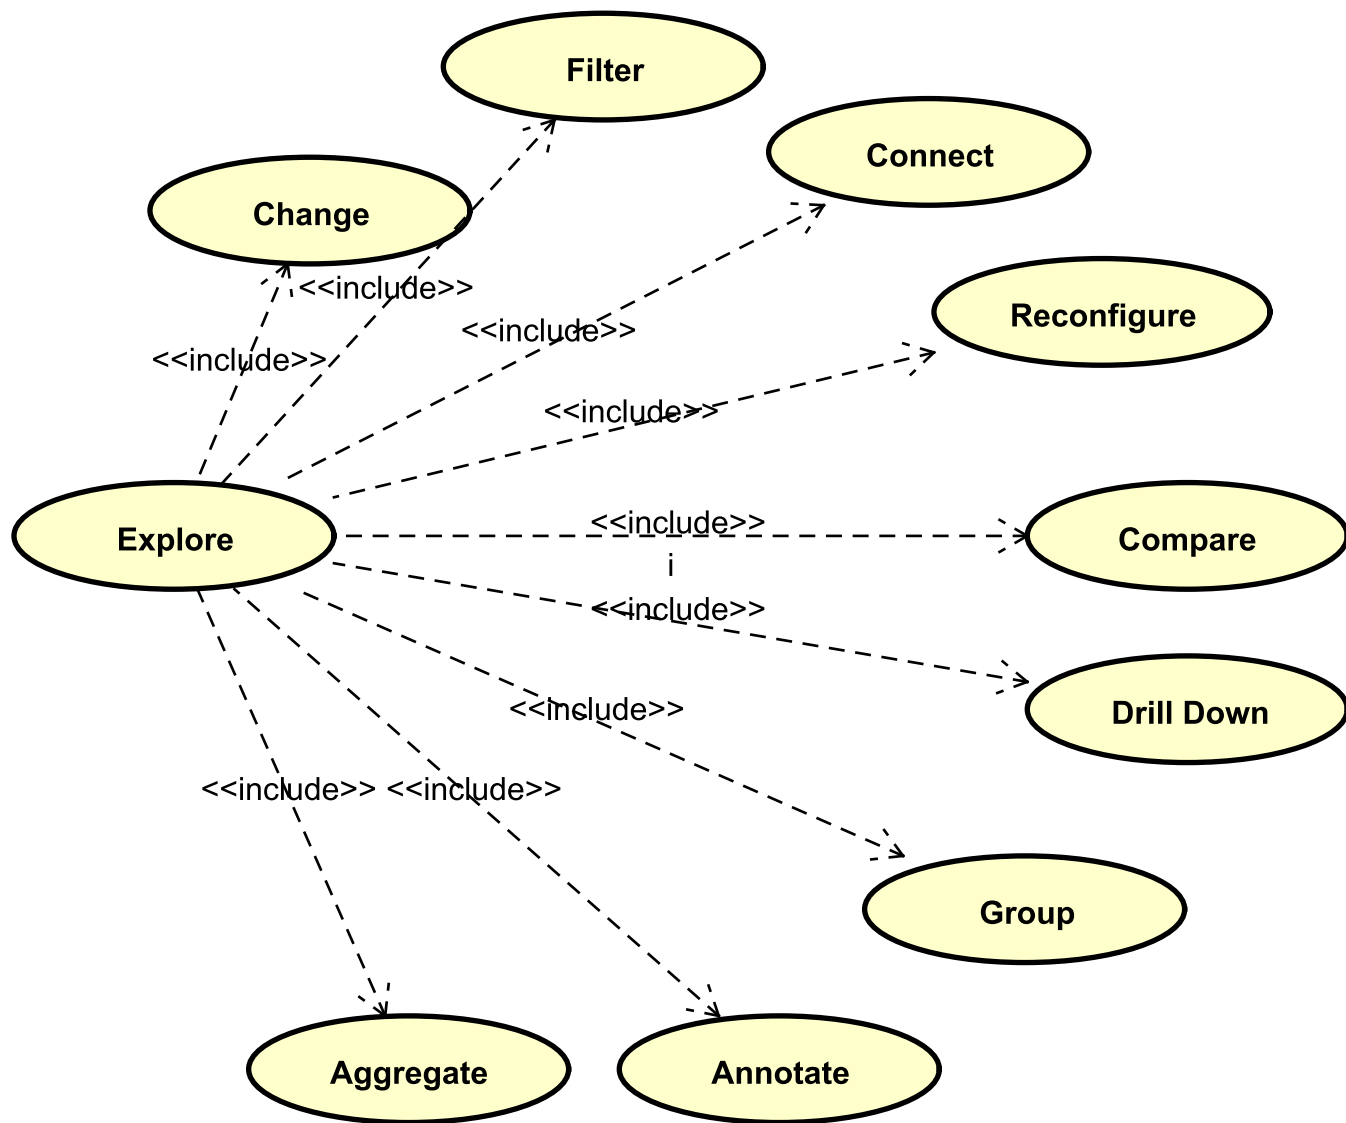 Filter
Connect
Change
<<include>>
Reconfigure
<<include>>
<<include>>
<<include>>
<<include>>
Explore
Compare
i
<<include>>
<<include>>
Drill Down
<<include>>
<<include>>
Group
Aggregate
Annotate